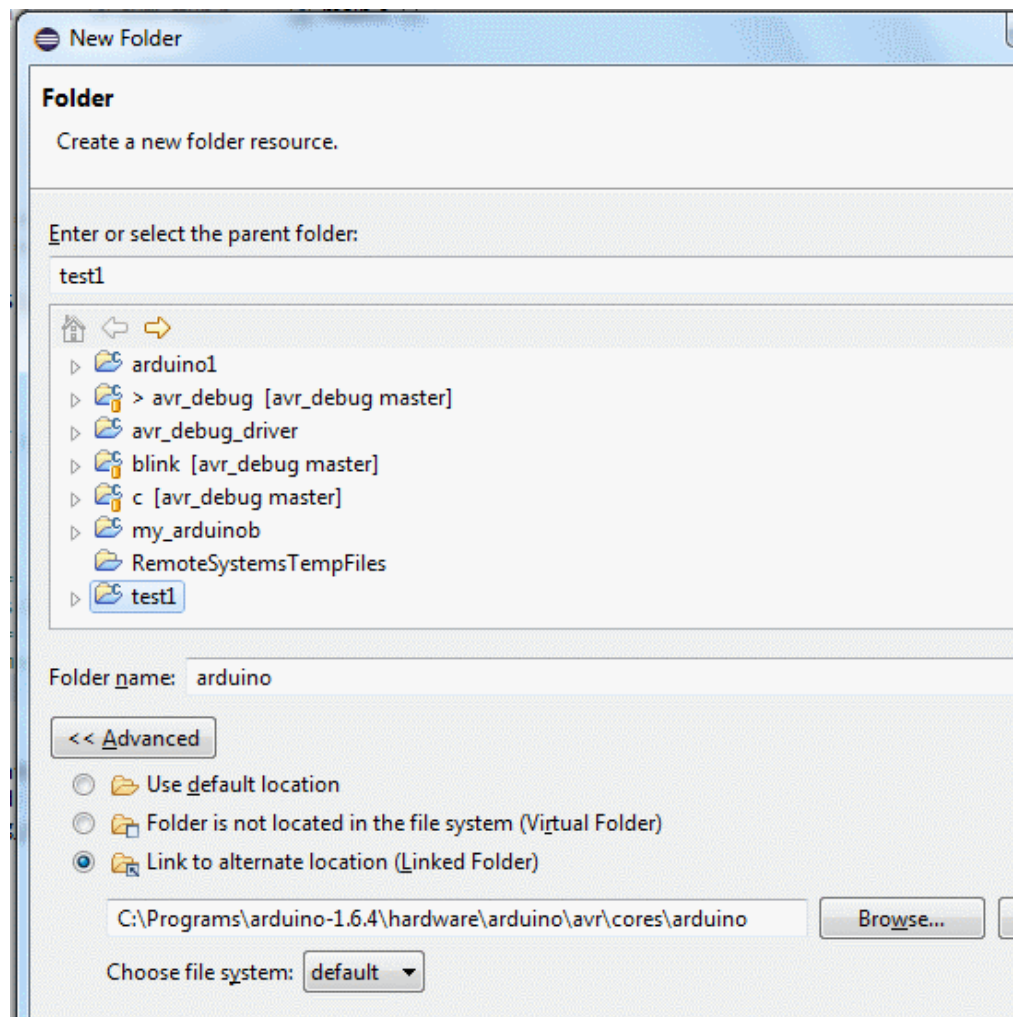 New Folder
Folder
Create a new folder resource.
Enter or select the parent folder:
test1
arduino1
> avr_debug [avr_debug master]
avr_debug_driver
blink [avr_debug master]
c [avr_debug master]
my_arduinob
RemoteSystemsTempFiles
test1
Folder name: arduino
<< Advanced
Use default location
Folder is not located in the file system (Virtual Folder)
Link to alternate location (Linked Folder)
C:\Programs\arduino-1.6.4\hardware\arduino\avr\cores\arduino Browse...
Choose file system: default